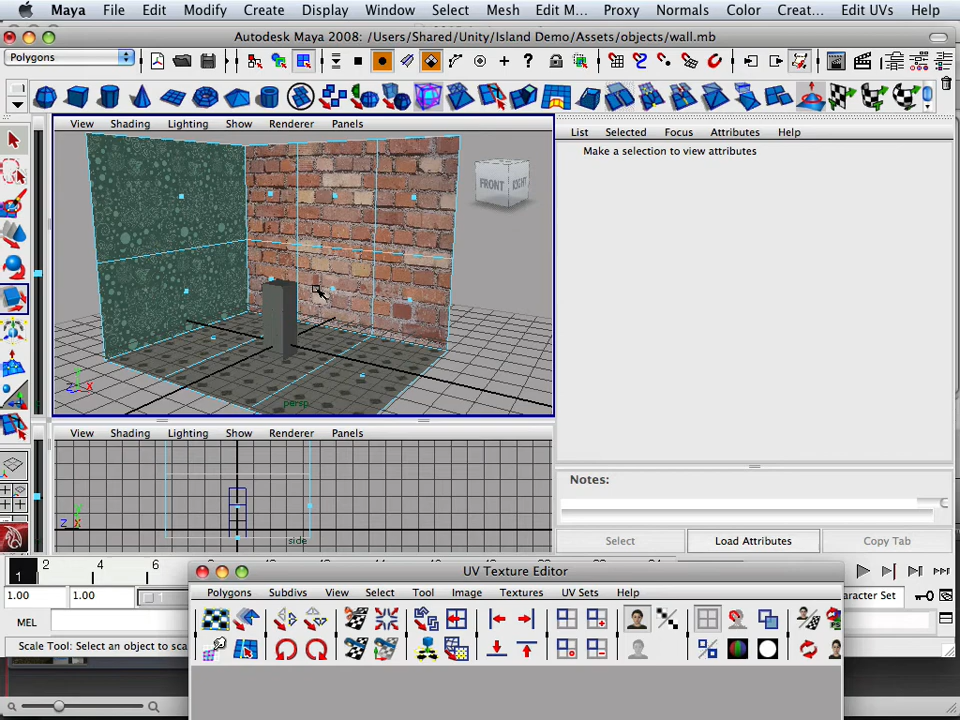 Maya File Edit Modify Create Display Window Select Mesh Edit M... Proxy Normals Color Creat... Edit UVs Help
Autodesk Maya 2008: /Users/Shared/Unity/Island Demo/Assets/objects/wall.mb
Polygons
View Shading Lighting Show Renderer Panels
List Selected Focus Attributes Help
Make a selection to view attributes
FRONT RIGHT
persp
View Shading Lighting Show Renderer Panels
Notes:
side
Select Load Attributes Copy Tab
1 2 4 6
UV Texture Editor
1.00 1.00
Polygons Subdivs View Select Tool Image Textures UV Sets Help
aracter Set
MEL
Scale Tool: Select an object to sca